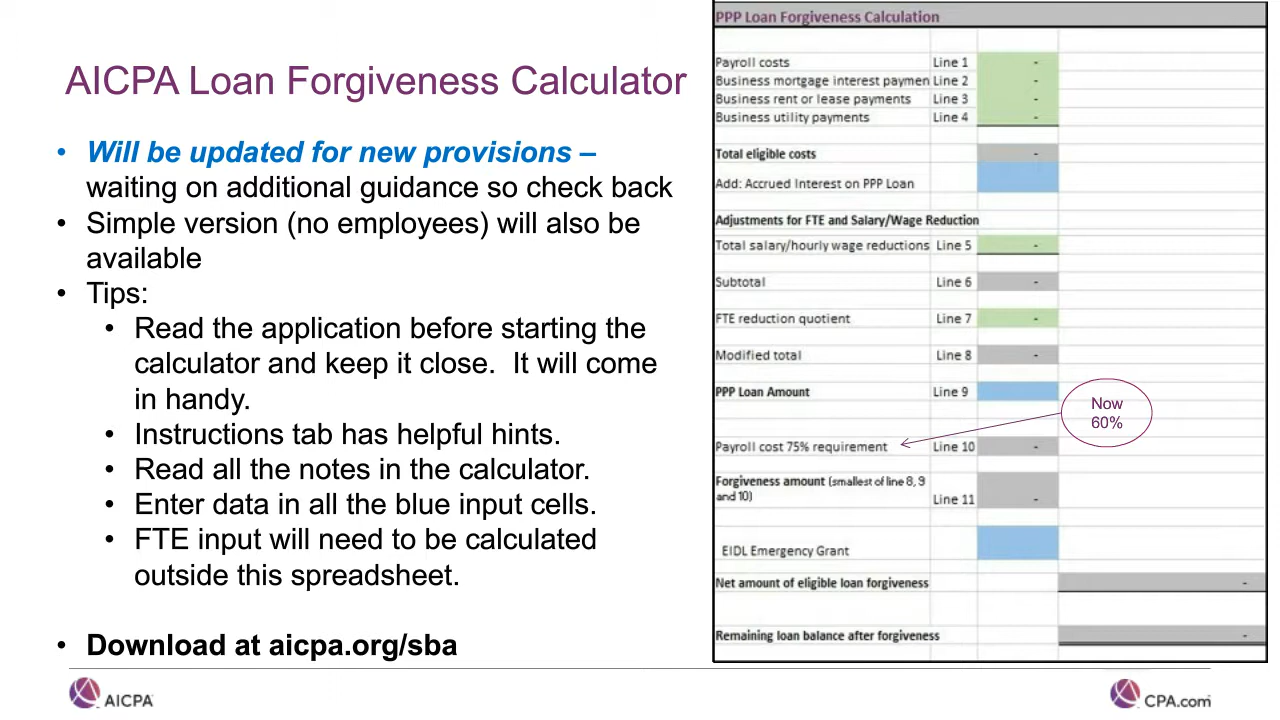 AICPA Loan Forgiveness Calculator
• Will be updated for new provisions –
waiting on additional guidance so check back
• Simple version (no employees) will also be
available
• Tips:
• Read the application before starting the
calculator and keep it close.  It will come
in handy.
• Instructions tab has helpful hints.
• Read all the notes in the calculator.
• Enter data in all the blue input cells.
• FTE input will need to be calculated
outside this spreadsheet.
• Download at aicpa.org/sba
PPP Loan Forgiveness Calculation
Payroll costs Line 1 -
Business mortgage interest paymen Line 2 -
Business rent or lease payments Line 3 -
Business utility payments Line 4 -
Total eligible costs -
Add: Accrued Interest on PPP Loan
Adjustments for FTE and Salary/Wage Reduction
Total salary/hourly wage reductions Line 5 -
Subtotal Line 6 -
FTE reduction quotient Line 7 -
Modified total Line 8 -
PPP Loan Amount Line 9
Now
60%
Payroll cost 75% requirement Line 10 -
Forgiveness amount (smallest of line 8, 9
and 10) Line 11 -
EIDL Emergency Grant
Net amount of eligible loan forgiveness -
Remaining loan balance after forgiveness -
AICPA
CPA.com